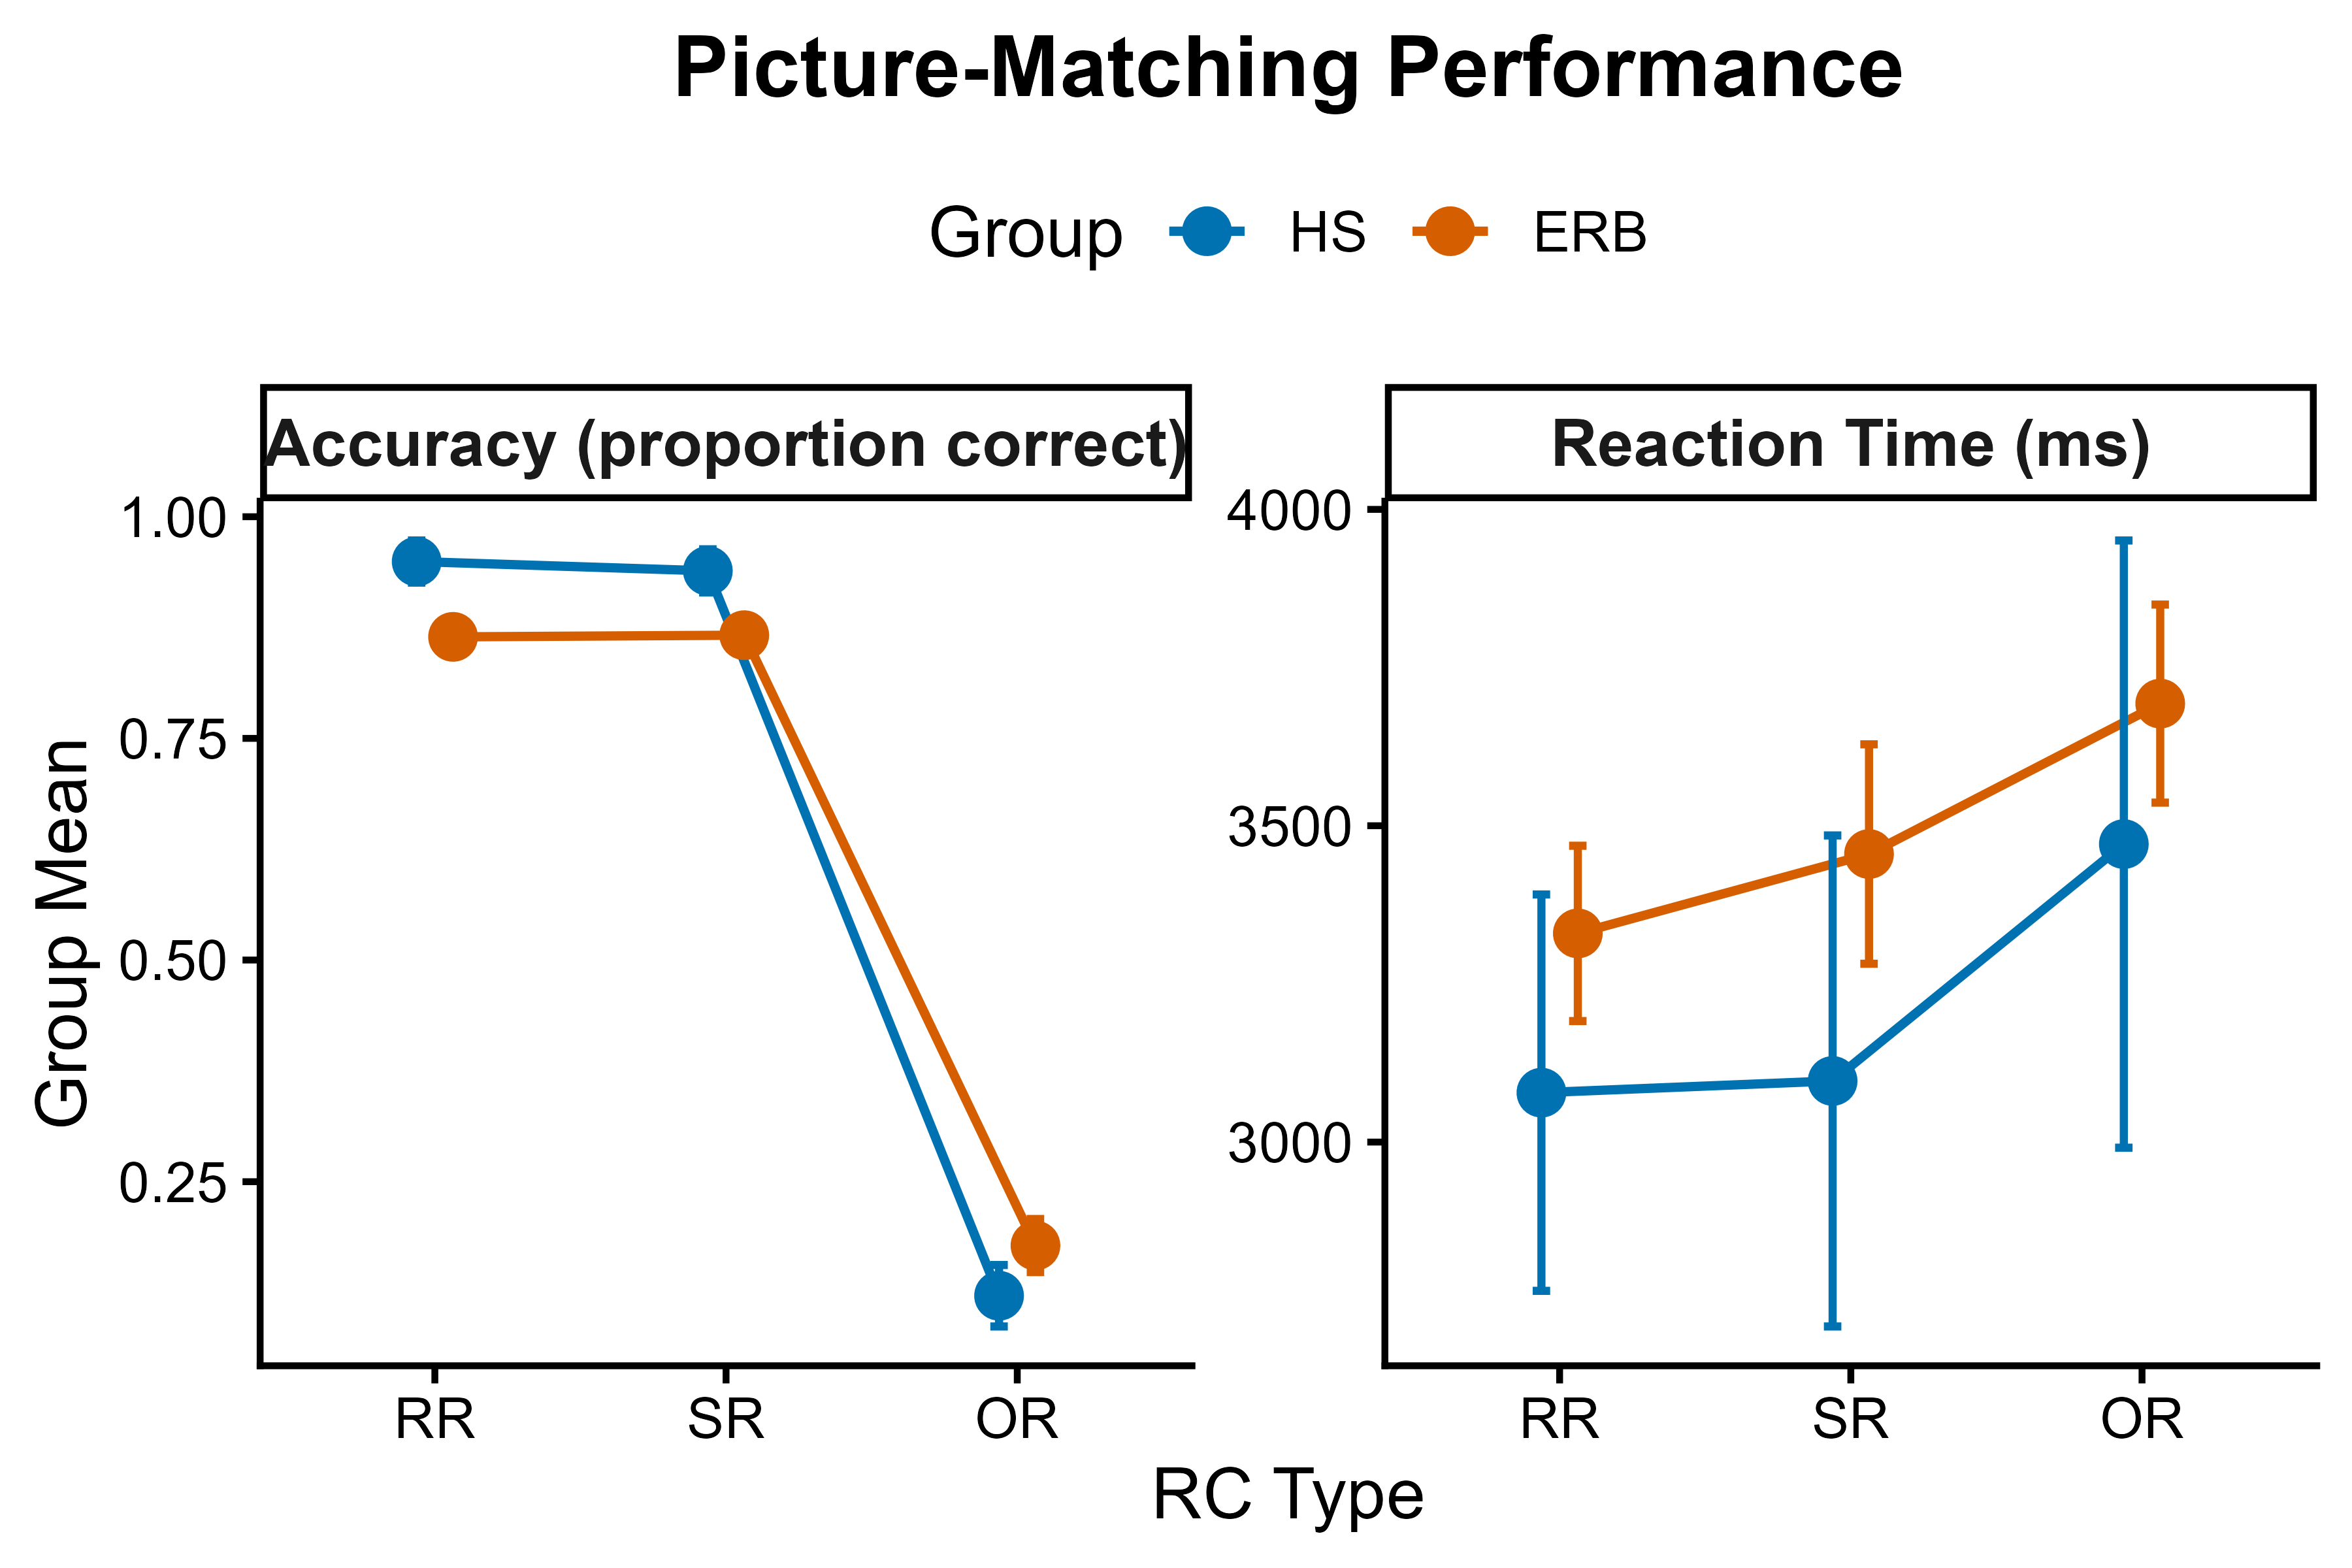 Picture-Matching Performance
Group HS ERB
Accuracy (proportion correct)
Reaction Time (ms)
Group Mean
1.00
0.75
0.50
0.25
RR SR OR
4000
3500
3000
RR SR OR
RC Type